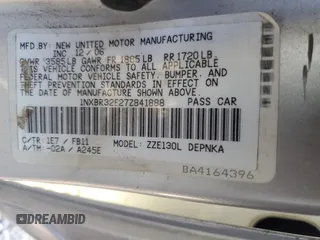 MFD. BY: NEW UNITED MOTOR MANUFACTURING
INC 12/06
GVWR 3585LB GAWR FR 1865LB RR 1720LB
THIS VEHICLE CONFORMS TO ALL APPLICABLE
FEDERAL MOTOR VEHICLE SAFETY, BUMPER, AND
THEFT PREVENTION STANDARDS IN EFFECT ON
THE DATE OF MANUFACTURE SHOWN ABOVE.
1NXBR32E27Z841898 PASS CAR
C/TR: 1E7 / FB11 MODEL: ZZE130L DEPNKA
A/TM: -02A / A245E
BA4164396
DREAMBID